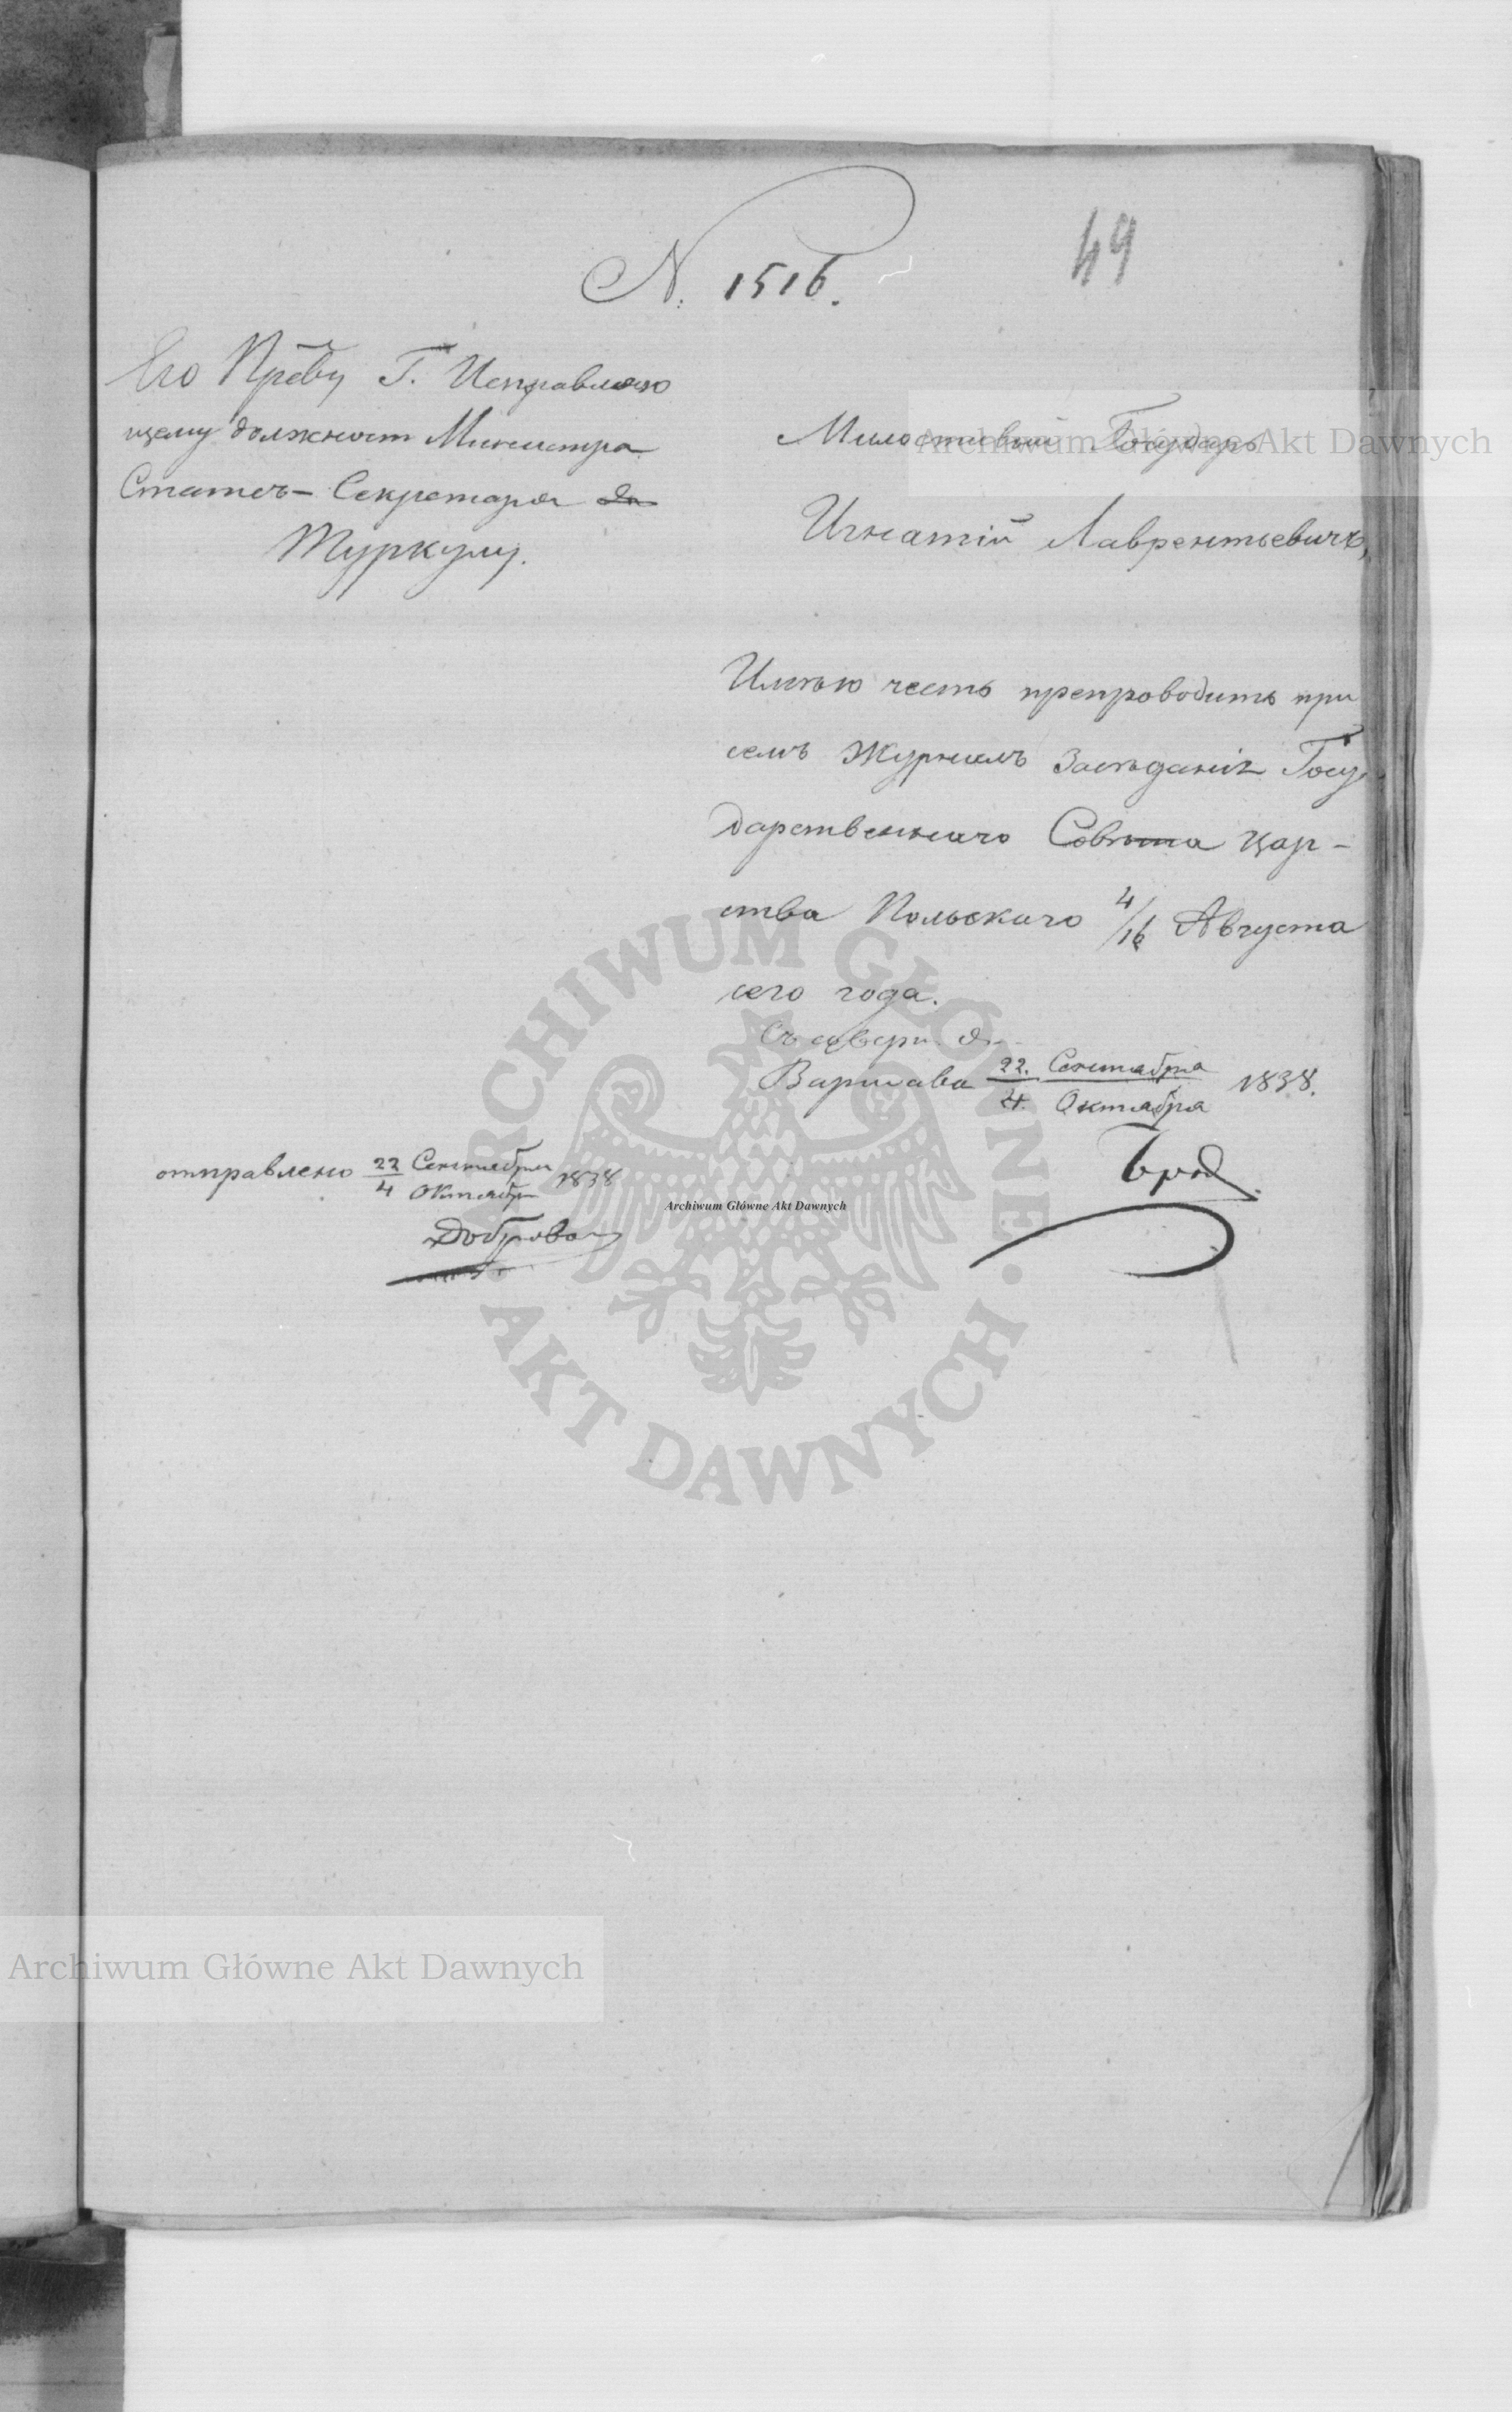 49
N. 1516.
Его Прев̃у Г. Исправляю
щему должност Министра
Статсъ-Секретаря
Туркулу.
Милостивый Государь
Игнатій Лаврентьевичъ,
Имѣю честь препроводить при
семъ Журналъ Засѣданія Госу
дарственнаго Совѣта Цар-
ства Польскаго 4/16 Августа
сего года.
Варшава 22. Сентября / 4. Октября 1838.
отправлено 22 Сентября / 4 Октября 1838
Archiwum Główne Akt Dawnych
Archiwum Główne Akt Dawnych
ARCHIWUM GŁÓWNE
AKT DAWNYCH
Archiwum Główne Akt Dawnych